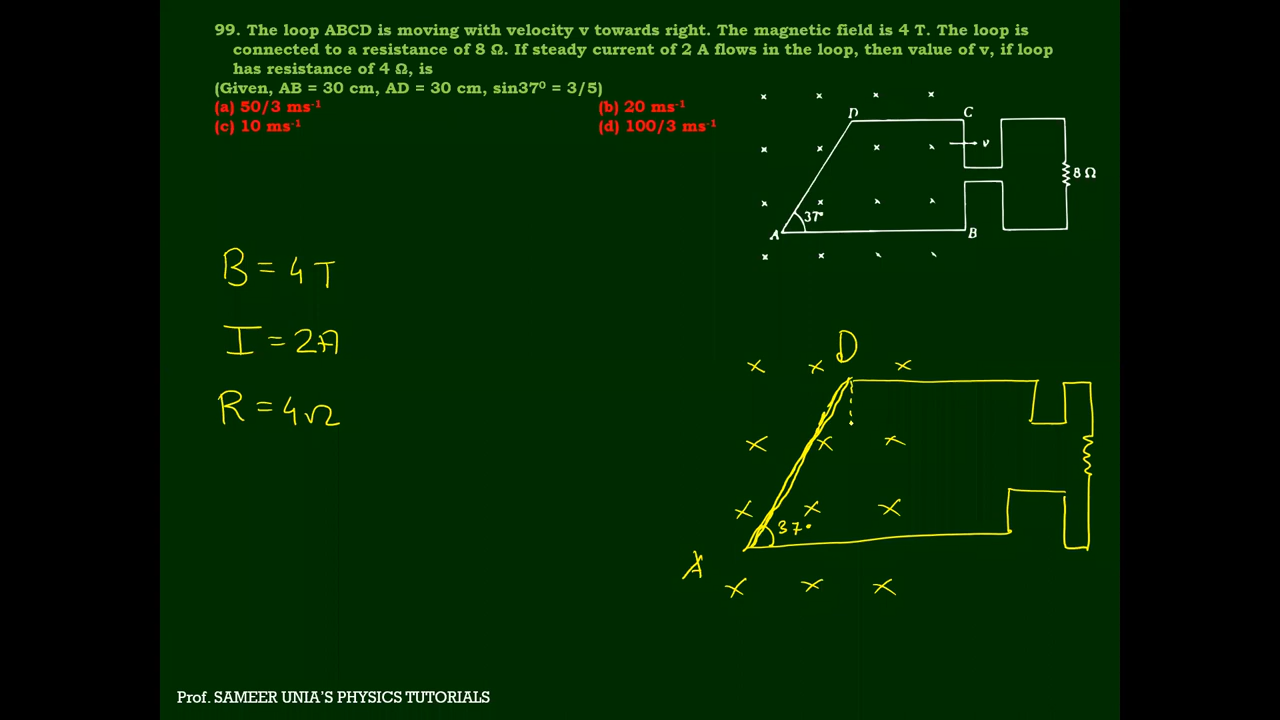 99. The loop ABCD is moving with velocity v towards right. The magnetic field is 4 T. The loop is
connected to a resistance of 8 Ω. If steady current of 2 A flows in the loop, then value of v, if loop
has resistance of 4 Ω, is
(Given, AB = 30 cm, AD = 30 cm, sin37⁰ = 3/5)
(a) 50/3 ms⁻¹ (b) 20 ms⁻¹
(c) 10 ms⁻¹ (d) 100/3 ms⁻¹
D C
v
8 Ω
37°
A B
B = 4 T
I = 2A
R = 4Ω
D
37°
A
Prof. SAMEER UNIA'S PHYSICS TUTORIALS